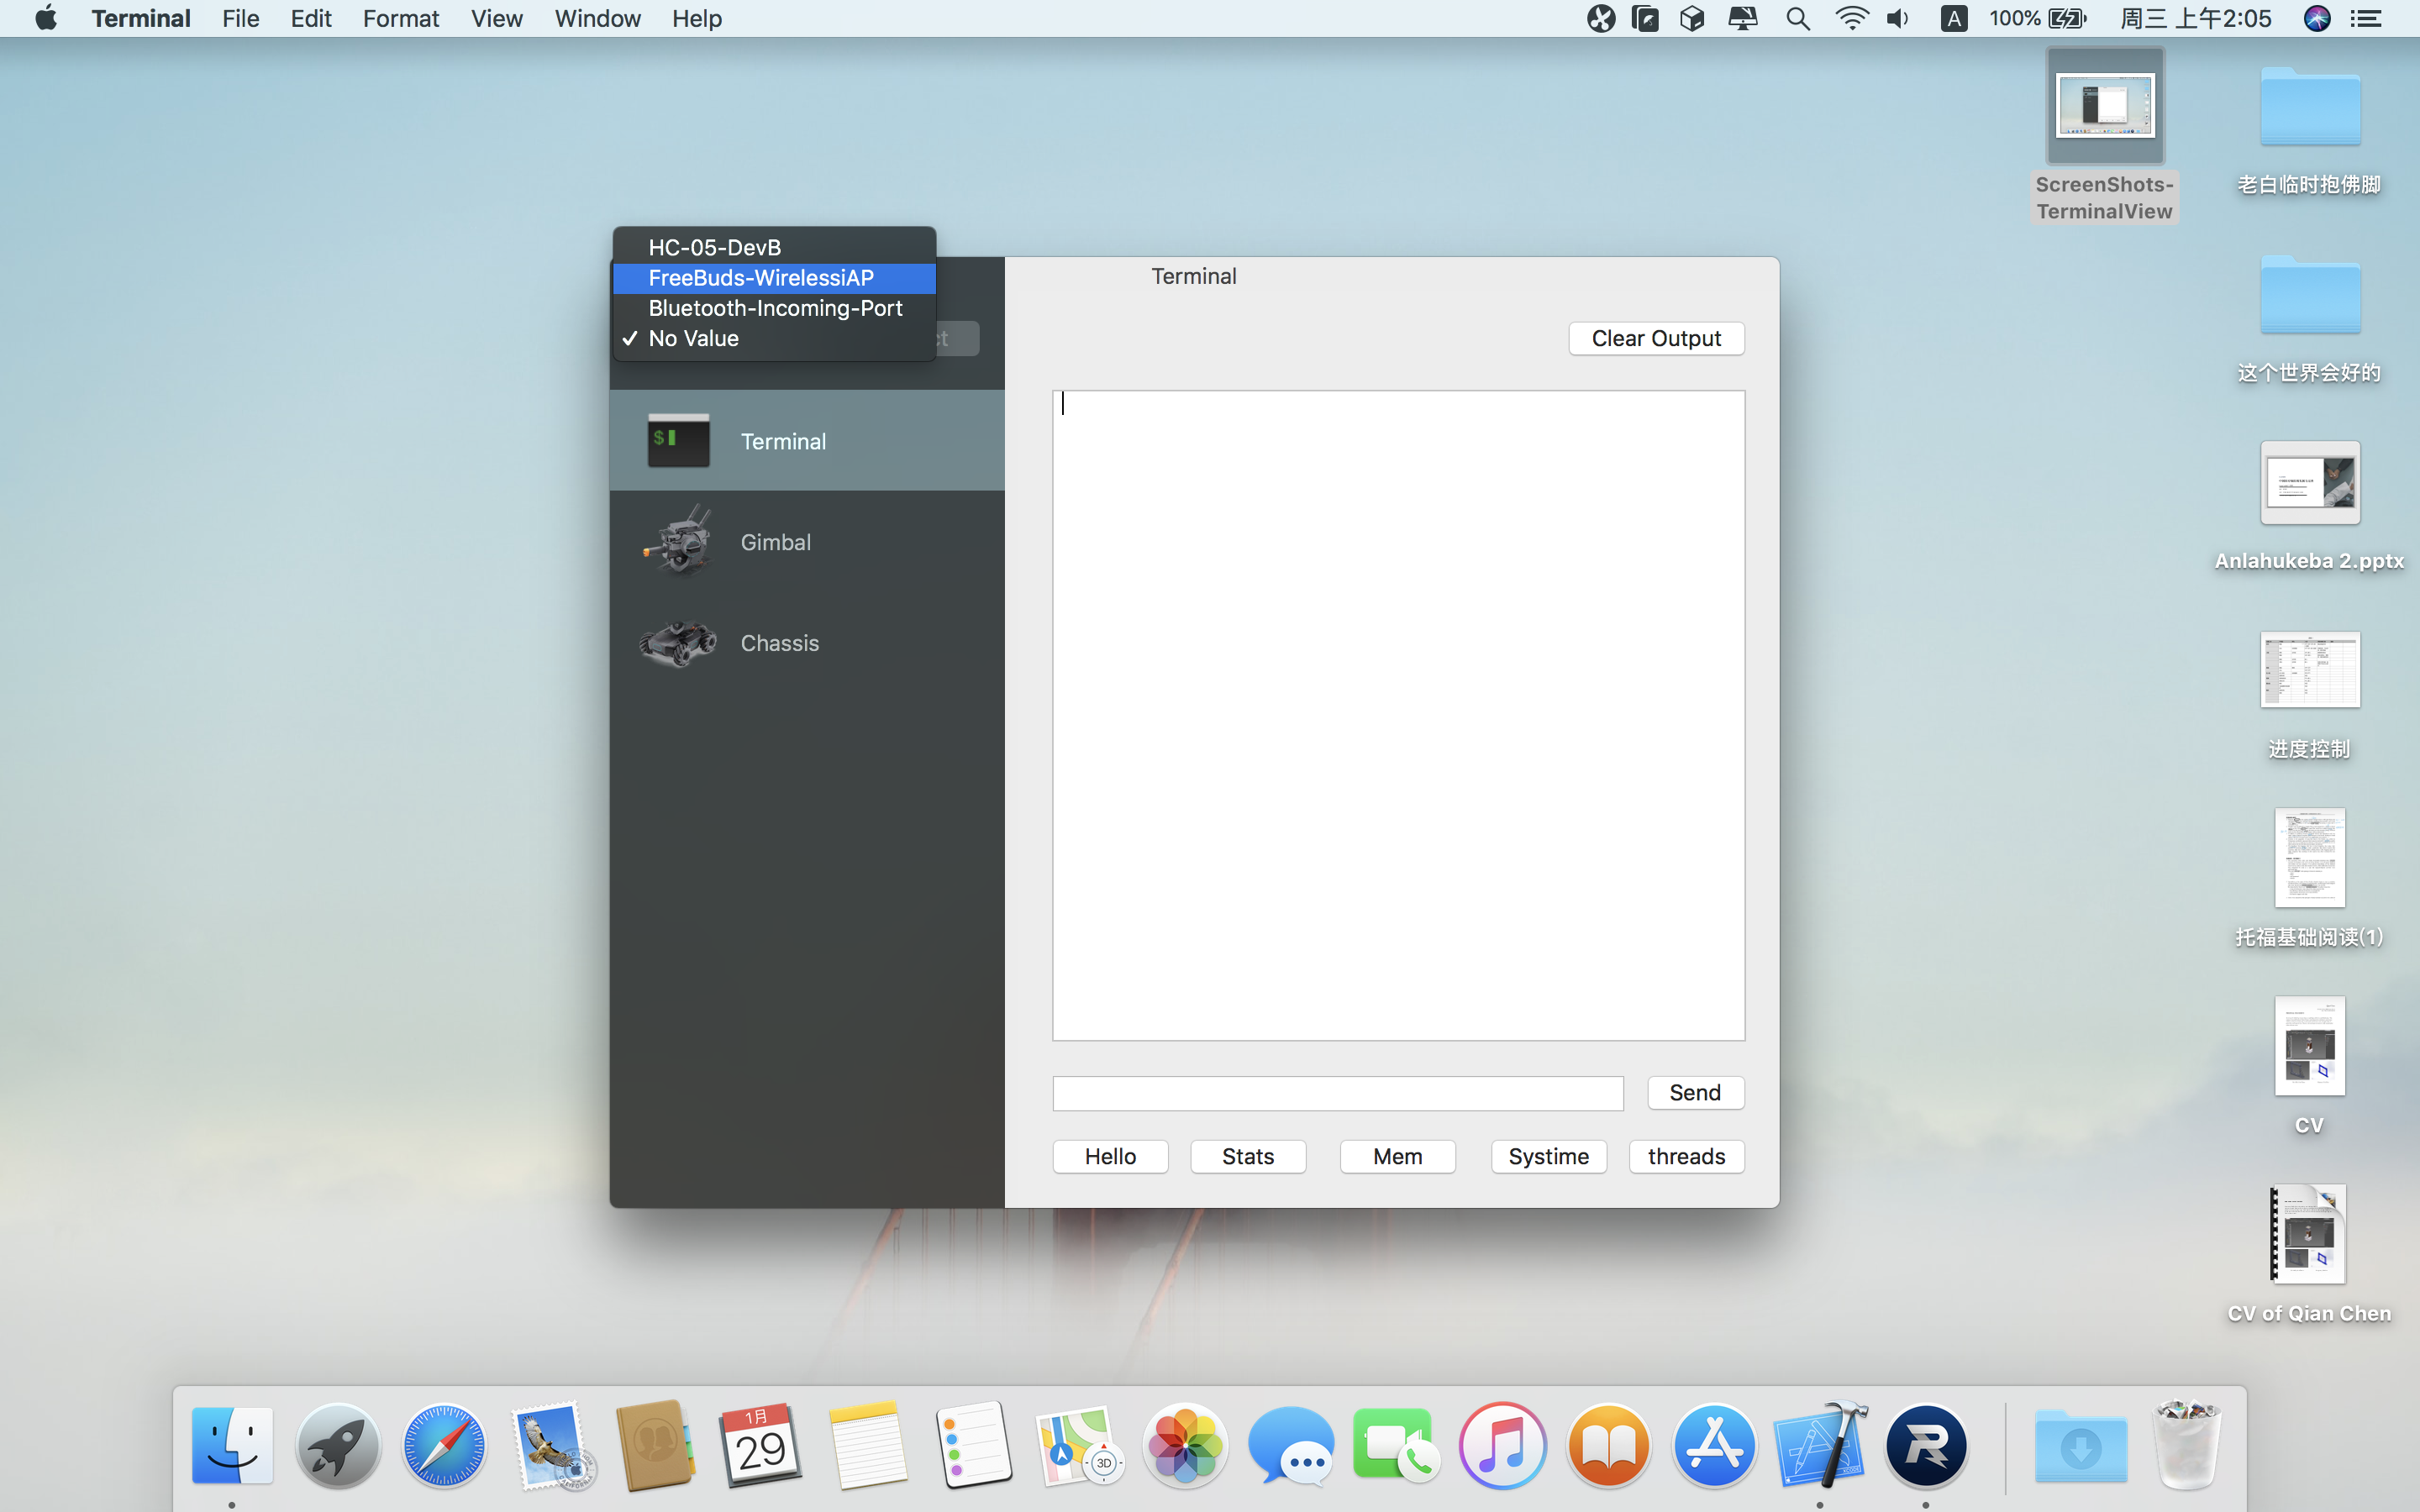 Terminal File Edit Format View Window Help
A 100% 周三 上午2:05
ScreenShots-
TerminalView
老白临时抱佛脚
这个世界会好的
Anlahukeba 2.pptx
进度控制
托福基础阅读(1)
CV
CV of Qian Chen
HC-05-DevB
FreeBuds-WirelessiAP
Bluetooth-Incoming-Port
✓ No Value
Terminal
Gimbal
Chassis
Terminal
Clear Output
Send
Hello Stats Mem Systime threads
1月
29
3D